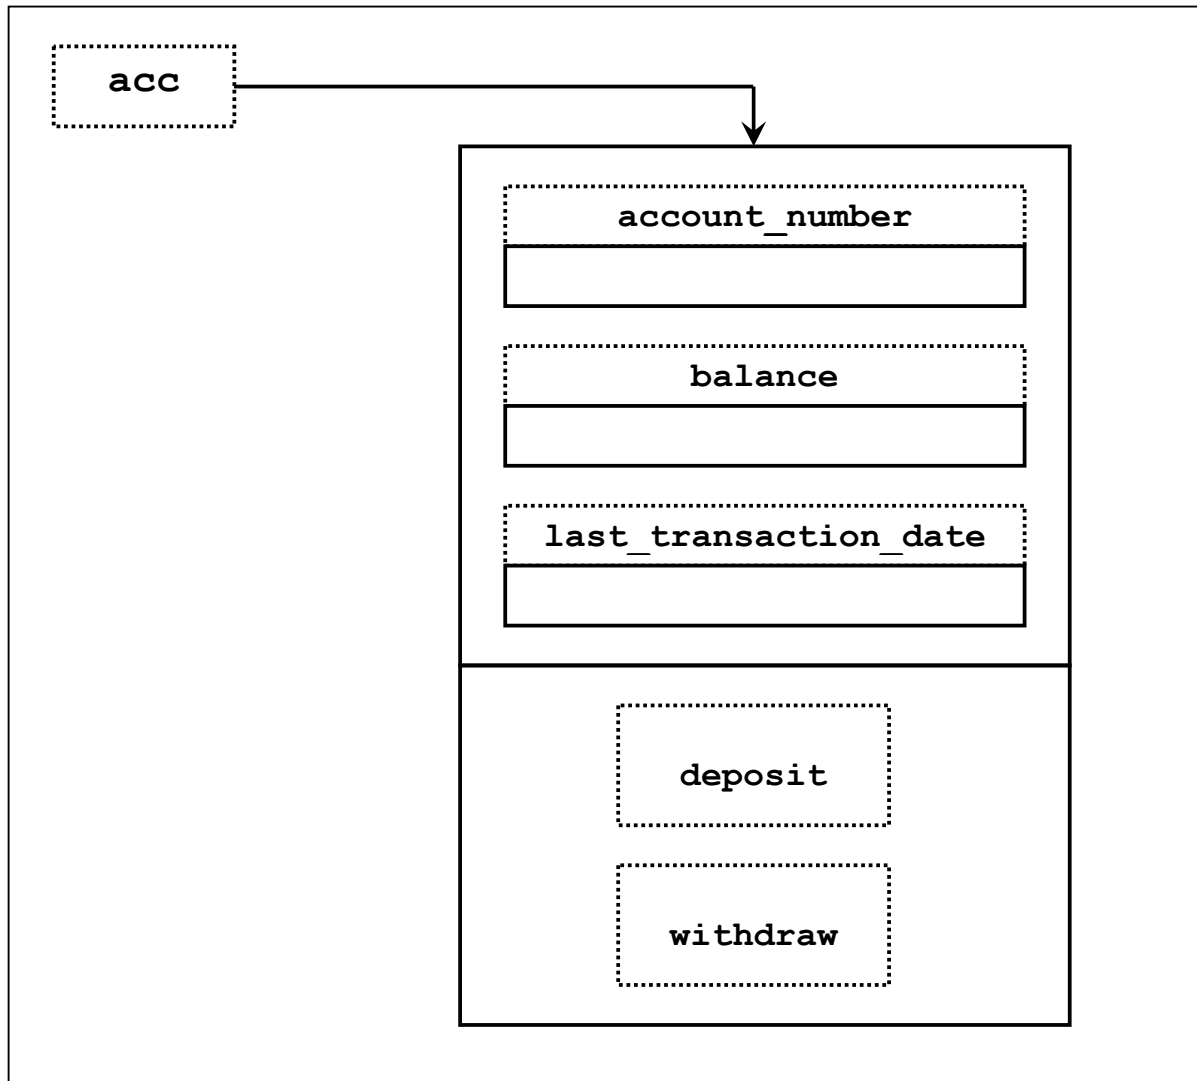 acc
account_number
balance
last_transaction_date
deposit
withdraw